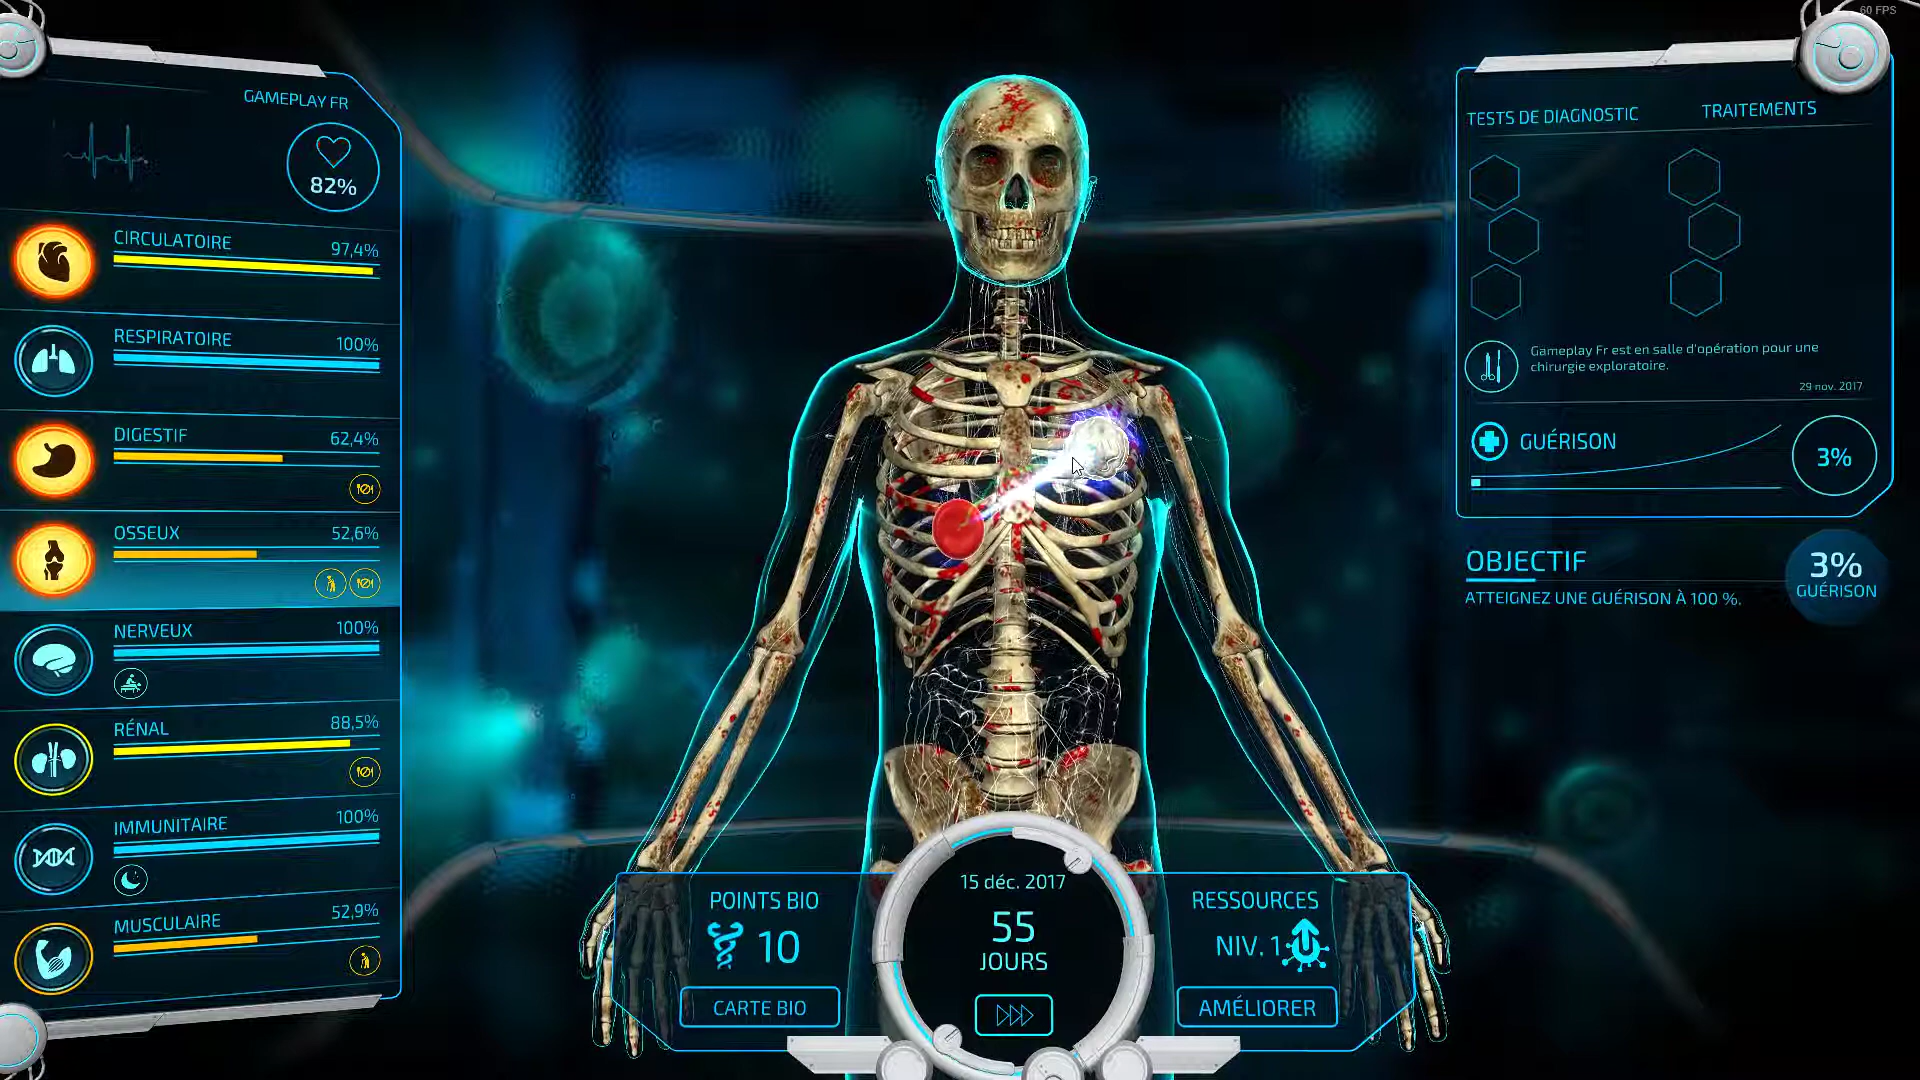 60 FPS
GAMEPLAY FR
82%
CIRCULATOIRE 97,4%
RESPIRATOIRE 100%
DIGESTIF 62,4%
OSSEUX 52,6%
NERVEUX 100%
RÉNAL 88,5%
IMMUNITAIRE 100%
MUSCULAIRE 52,9%
TESTS DE DIAGNOSTIC TRAITEMENTS
Gameplay Fr est en salle d'opération pour une
chirurgie exploratoire.
29 nov. 2017
GUÉRISON 3%
OBJECTIF
ATTEIGNEZ UNE GUÉRISON À 100 %.
3%
GUÉRISON
POINTS BIO
10
CARTE BIO
15 déc. 2017
55
JOURS
RESSOURCES
NIV. 1
AMÉLIORER